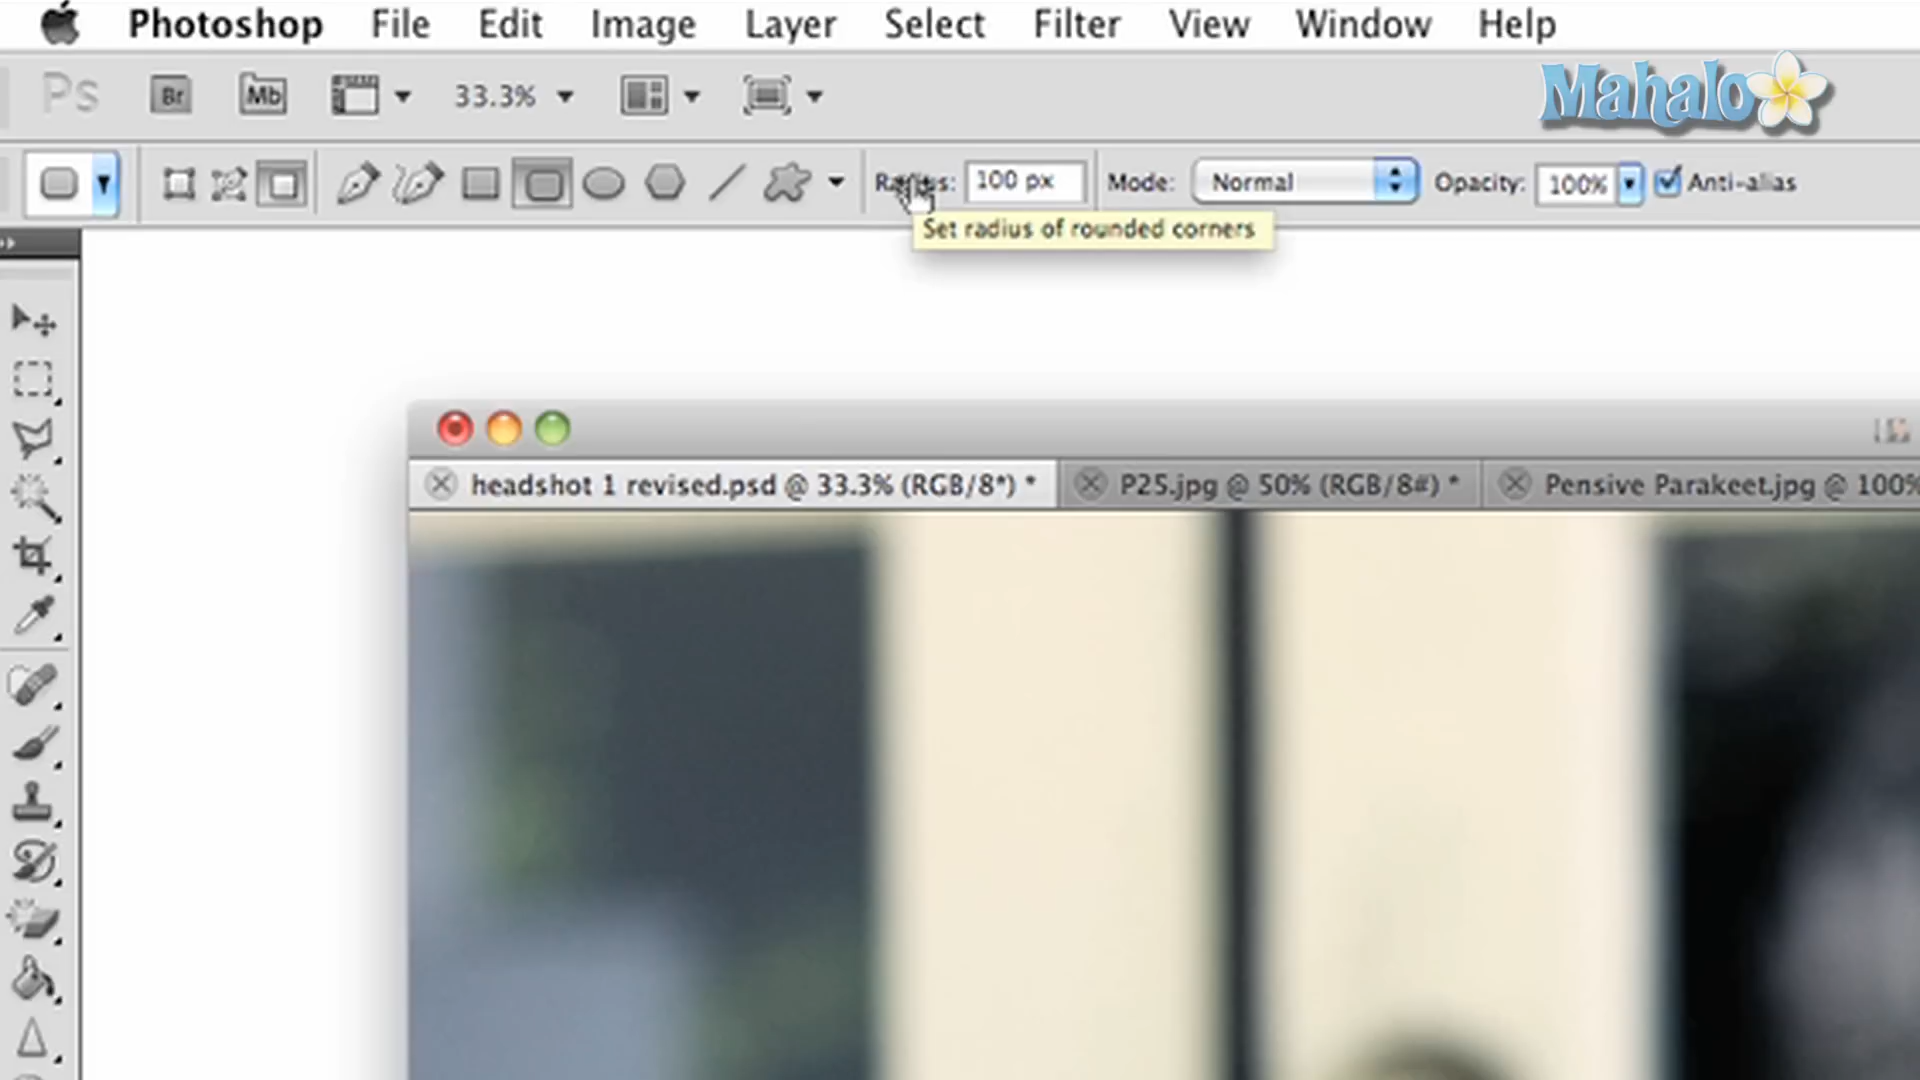 Photoshop File Edit Image Layer Select Filter View Window Help
Ps Br Mb 33.3%
Mahalo
Radius: 100 px Mode: Normal Opacity: 100% Anti-alias
Set radius of rounded corners
headshot 1 revised.psd @ 33.3% (RGB/8*) * P25.jpg @ 50% (RGB/8#) * Pensive Parakeet.jpg @ 100%